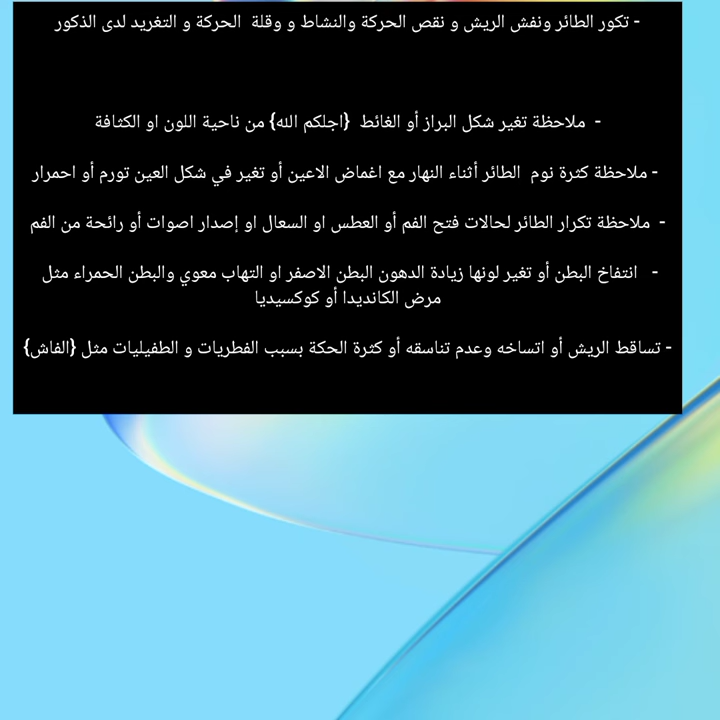 - تكور الطائر ونفش الريش و نقص الحركة والنشاط و وقلة الحركة و التغريد لدى الذكور
- ملاحظة تغير شكل البراز أو الغائط {اجلكم الله} من ناحية اللون او الكثافة
- ملاحظة كثرة نوم الطائر أثناء النهار مع اغماض الاعين أو تغير في شكل العين تورم أو احمرار
- ملاحظة تكرار الطائر لحالات فتح الفم أو العطس او السعال او إصدار اصوات أو رائحة من الفم
- انتفاخ البطن أو تغير لونها زيادة الدهون البطن الاصفر او التهاب معوي والبطن الحمراء مثل
مرض الكانديدا أو كوكسيديا
- تساقط الريش أو اتساخه وعدم تناسقه أو كثرة الحكة بسبب الفطريات و الطفيليات مثل {الفاش}